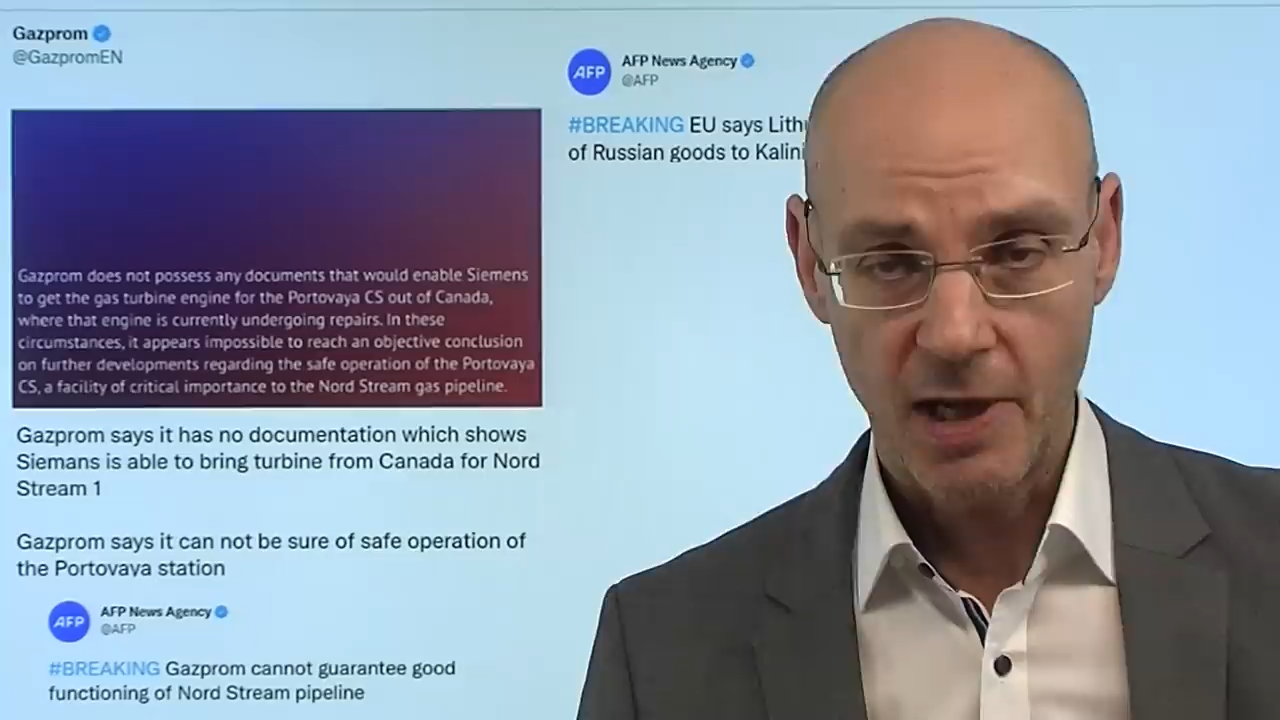 Gazprom
@GazpromEN
Gazprom does not possess any documents that would enable Siemens
to get the gas turbine engine for the Portovaya CS out of Canada,
where that engine is currently undergoing repairs. In these
circumstances, it appears impossible to reach an objective conclusion
on further developments regarding the safe operation of the Portovaya
CS, a facility of critical importance to the Nord Stream gas pipeline.
Gazprom says it has no documentation which shows
Siemans is able to bring turbine from Canada for Nord
Stream 1
Gazprom says it can not be sure of safe operation of
the Portovaya station
AFP
AFP News Agency
@AFP
#BREAKING Gazprom cannot guarantee good
functioning of Nord Stream pipeline
AFP
AFP News Agency
@AFP
#BREAKING EU says Lith
of Russian goods to Kalini